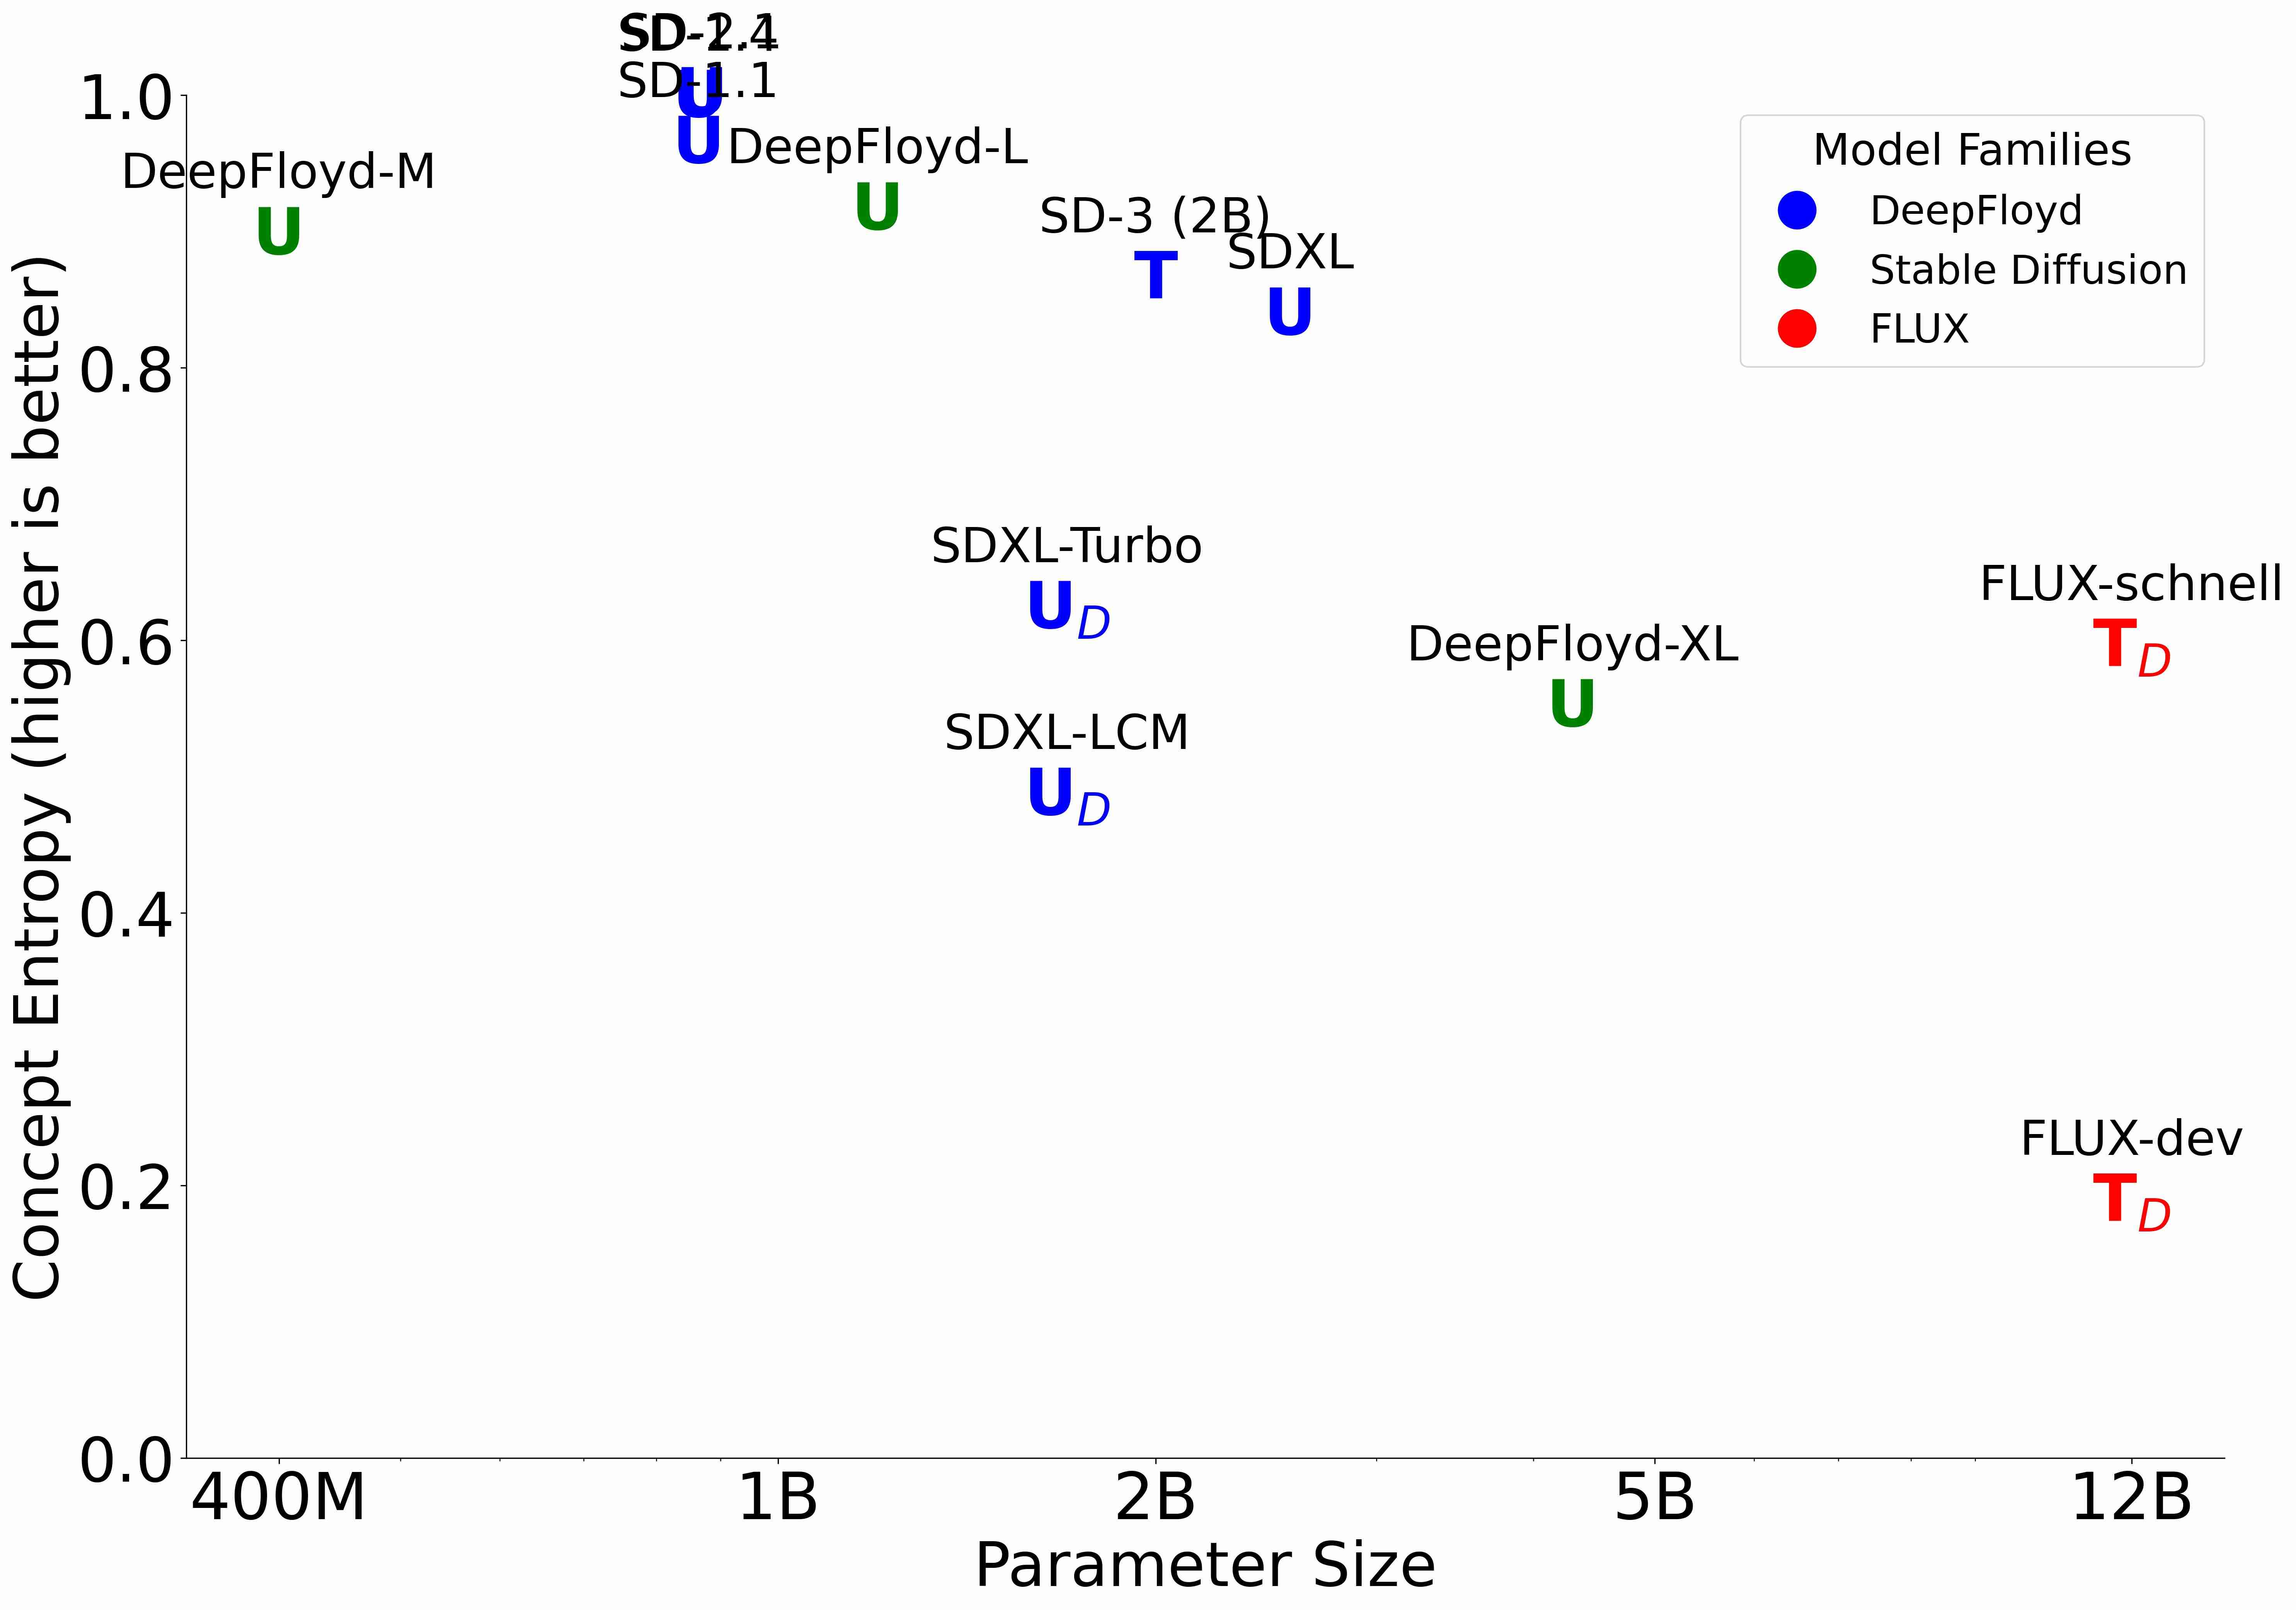 SD-2.1
SD-1.4
SD-1.1
U
U
DeepFloyd-M
U
DeepFloyd-L
U
SD-3 (2B)
T
SDXL
U
SDXL-Turbo
U_D
SDXL-LCM
U_D
DeepFloyd-XL
U
FLUX-schnell
T_D
FLUX-dev
T_D
Model Families
DeepFloyd
Stable Diffusion
FLUX
Concept Entropy (higher is better)
1.0
0.8
0.6
0.4
0.2
0.0
400M
1B
2B
5B
12B
Parameter Size